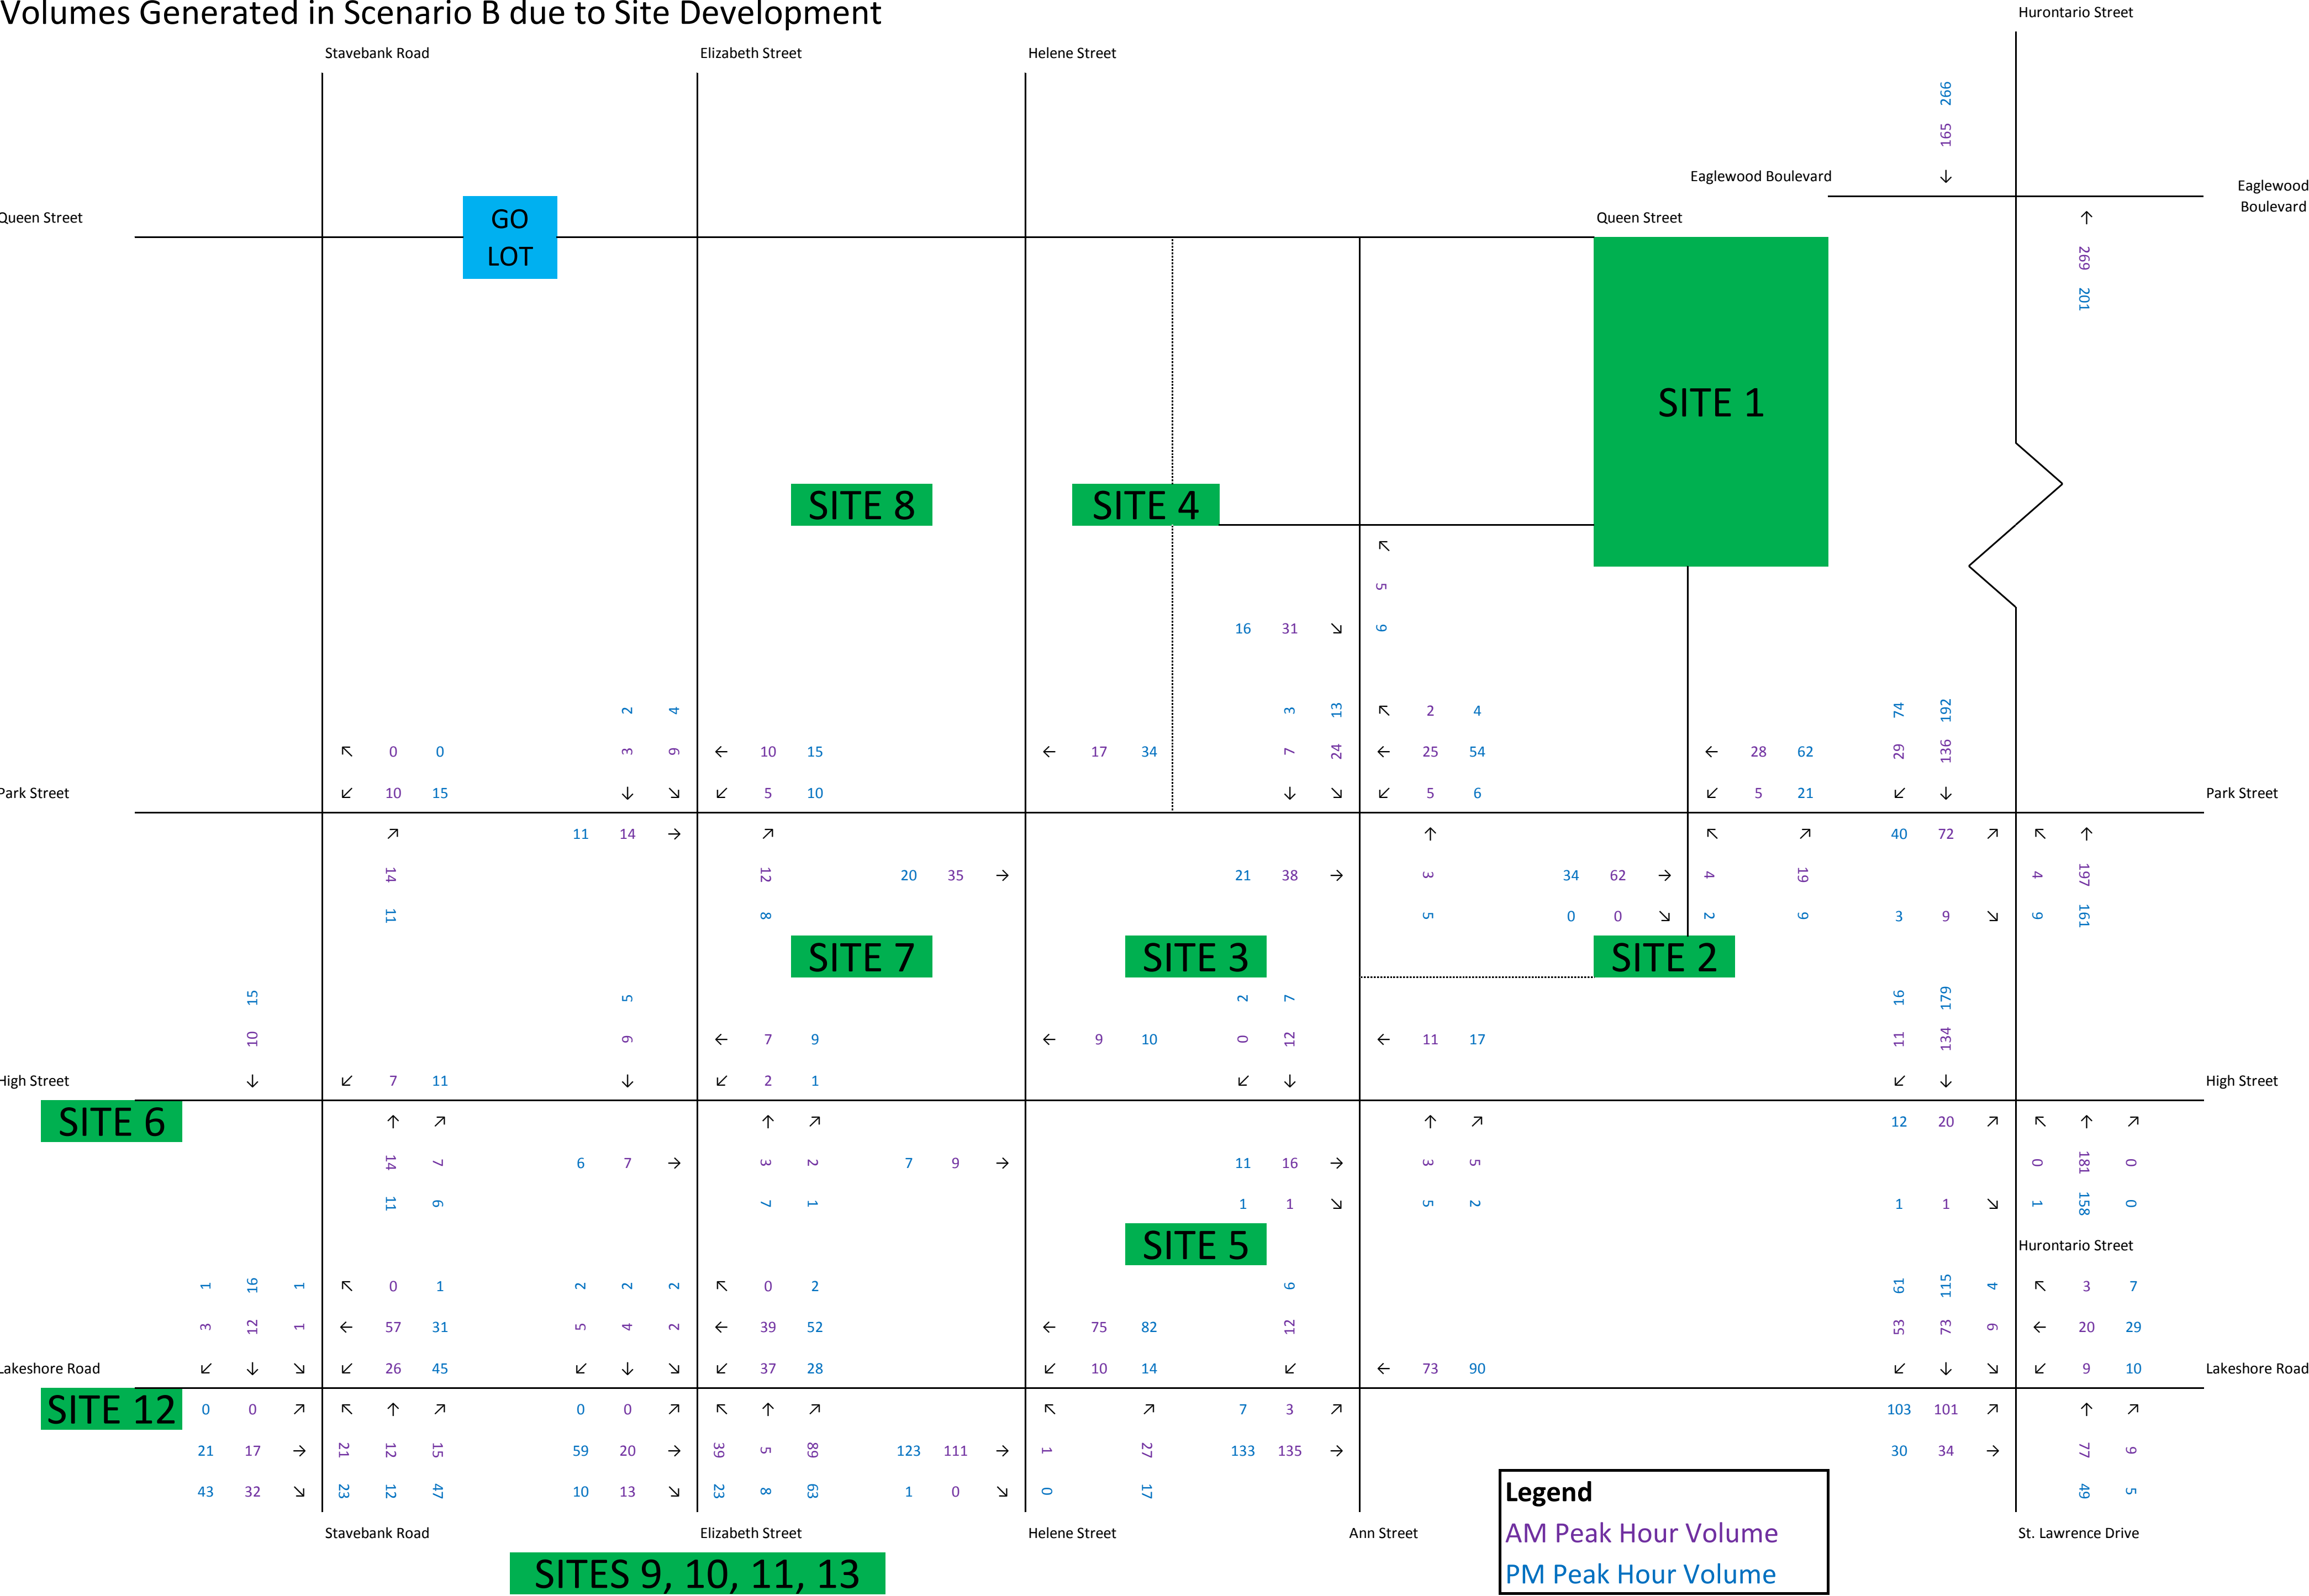 Volumes Generated in Scenario B due to Site Development
Hurontario Street
Stavebank Road Elizabeth Street Helene Street
266
165
Eaglewood Boulevard ↓ Eaglewood
Boulevard
Queen Street Queen Street ↑
GO
LOT
269
201
SITE 1
SITE 8 SITE 4
↖
5
16 31 ↘ 9
2 4 3 13 ↖ 2 4 74 192
↖ 0 0 3 9 ← 10 15 ← 17 34 7 24 ← 25 54 ← 28 62 29 136
Park Street ↙ 10 15 ↓ ↘ ↙ 5 10 ↓ ↘ ↙ 5 6 ↙ 5 21 ↙ ↓ Park Street
↗ 11 14 → ↗ ↑ ↖ ↗ 40 72 ↗ ↖ ↑
14 12 20 35 → 21 38 → 3 34 62 → 4 19 4 197
11 8 5 0 0 ↘ 2 9 3 9 ↘ 9 161
SITE 7 SITE 3 SITE 2
15 5 2 7 16 179
10 9 ← 7 9 ← 9 10 0 12 ← 11 17 11 134
High Street ↓ ↙ 7 11 ↓ ↙ 2 1 ↙ ↓ ↙ ↓ High Street
SITE 6 ↑ ↗ ↑ ↗ ↑ ↗ 12 20 ↗ ↖ ↑ ↗
14 7 6 7 → 3 2 7 9 → 11 16 → 3 5 0 181 0
11 6 7 1 1 1 ↘ 5 2 1 1 ↘ 1 158 0
SITE 5 Hurontario Street
1 16 1 ↖ 0 1 2 2 2 ↖ 0 2 6 61 115 4 ↖ 3 7
3 12 1 ← 57 31 5 4 2 ← 39 52 ← 75 82 12 53 73 9 ← 20 29
Lakeshore Road ↙ ↓ ↘ ↙ 26 45 ↙ ↓ ↘ ↙ 37 28 ↙ 10 14 ↙ ← 73 90 ↙ ↓ ↘ ↙ 9 10 Lakeshore Road
SITE 12 0 0 ↗ ↖ ↑ ↗ 0 0 ↗ ↖ ↑ ↗ ↖ ↗ 7 3 ↗ 103 101 ↗ ↑ ↗
21 17 → 21 12 15 59 20 → 39 5 89 123 111 → 1 27 133 135 → 30 34 → 77 9
43 32 ↘ 23 12 47 10 13 ↘ 23 8 63 1 0 ↘ 0 17 49 5
Legend
AM Peak Hour Volume
PM Peak Hour Volume
Stavebank Road Elizabeth Street Helene Street Ann Street St. Lawrence Drive
SITES 9, 10, 11, 13